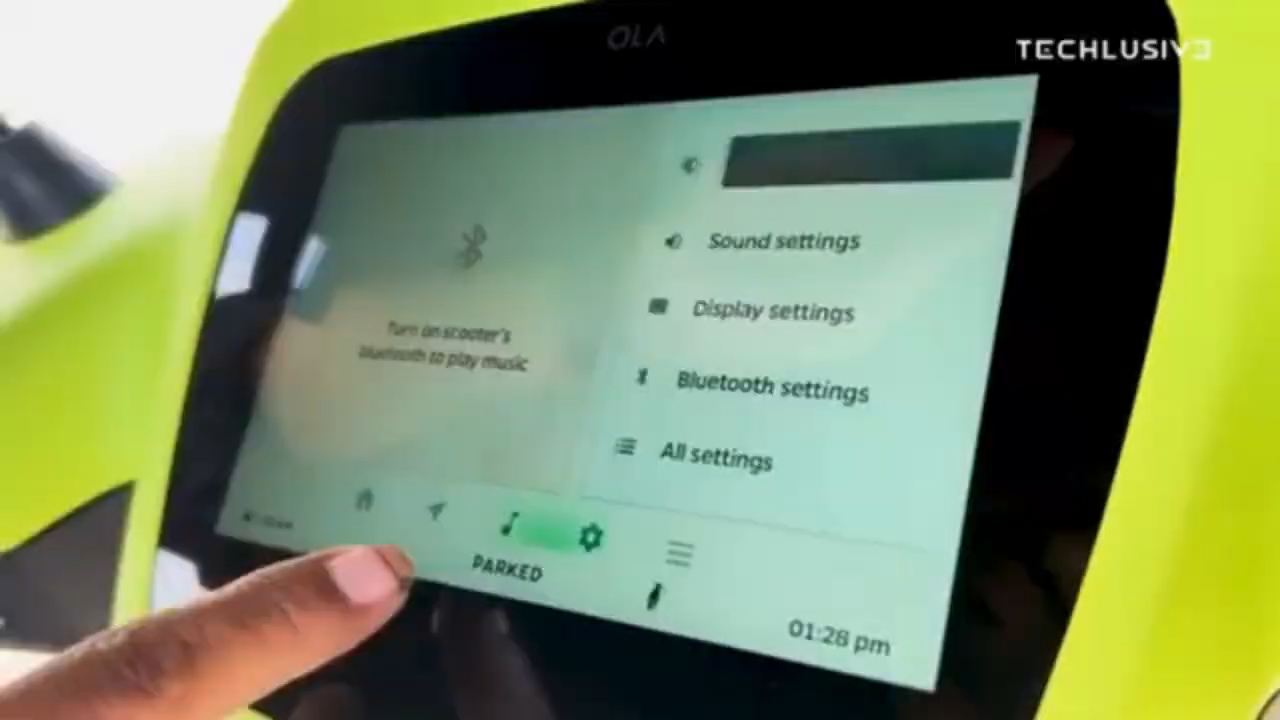 OLA
TECHLUSIVE
Sound settings
Display settings
Turn on scooter's
bluetooth to play music
Bluetooth settings
All settings
PARKED
01:28 pm